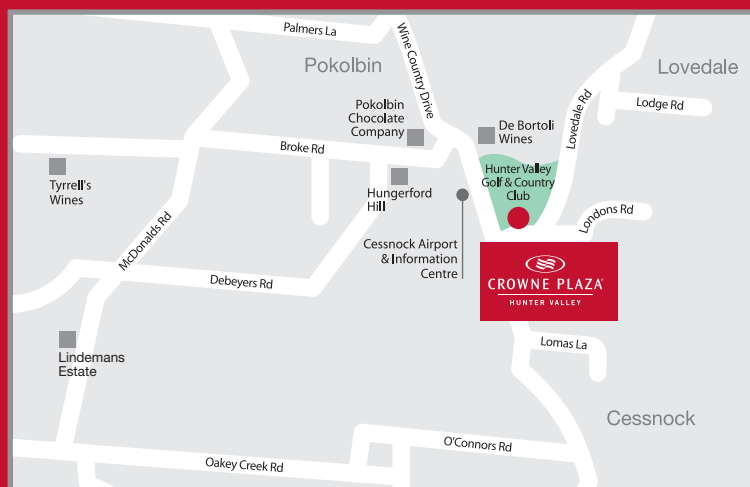 Palmers La
Wine Country Drive
Pokolbin
Lovedale
Lodge Rd
Lovedale Rd
Pokolbin
Chocolate
Company
De Bortoli
Wines
Broke Rd
Tyrrell's
Wines
Hungerford
Hill
Hunter Valley
Golf & Country
Club
Londons Rd
McDonalds Rd
Cessnock Airport
& Information
Centre
Debeyers Rd
CROWNE PLAZA
HUNTER VALLEY
Lindemans
Estate
Lomas La
Cessnock
O'Connors Rd
Oakey Creek Rd